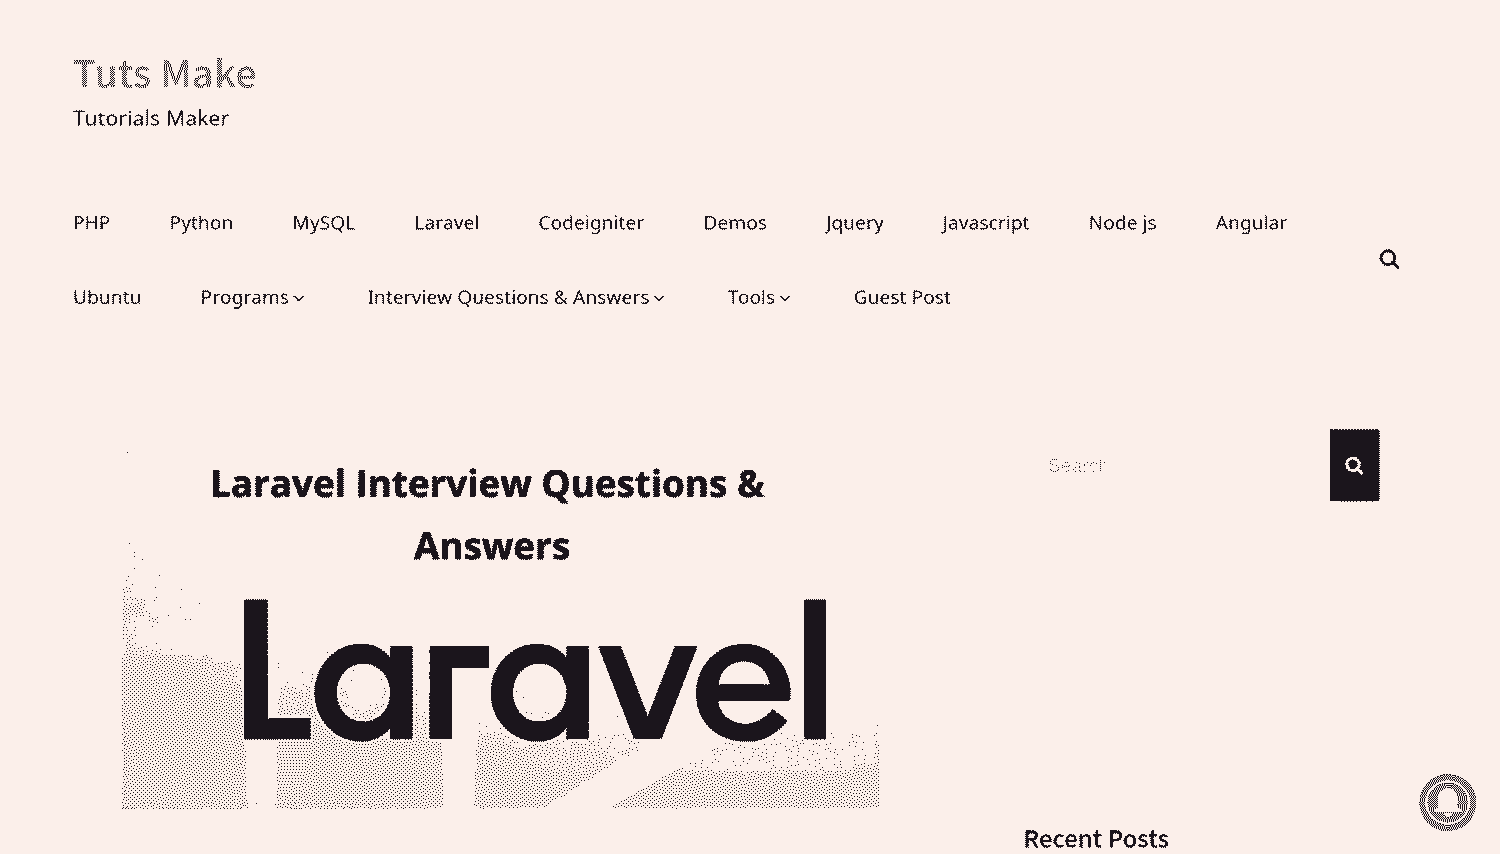 Tuts Make
Tutorials Maker
PHP Python MySQL Laravel Codeigniter Demos Jquery Javascript Node js Angular
Ubuntu Programs Interview Questions & Answers Tools Guest Post
Laravel Interview Questions &
Answers
Laravel
Search
Recent Posts